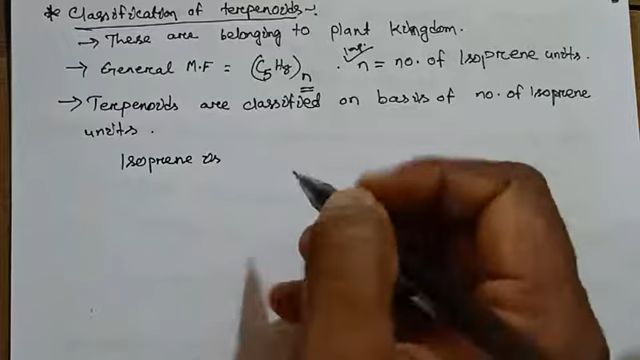 * Classification of terpenoids :-
→ These are belonging to plant kingdom.
→ General M.F = (C5H8)n . n = no. of Isoprene units.
→ Terpenoids are classified on basis of no. of Isoprene
units.
Isoprene is